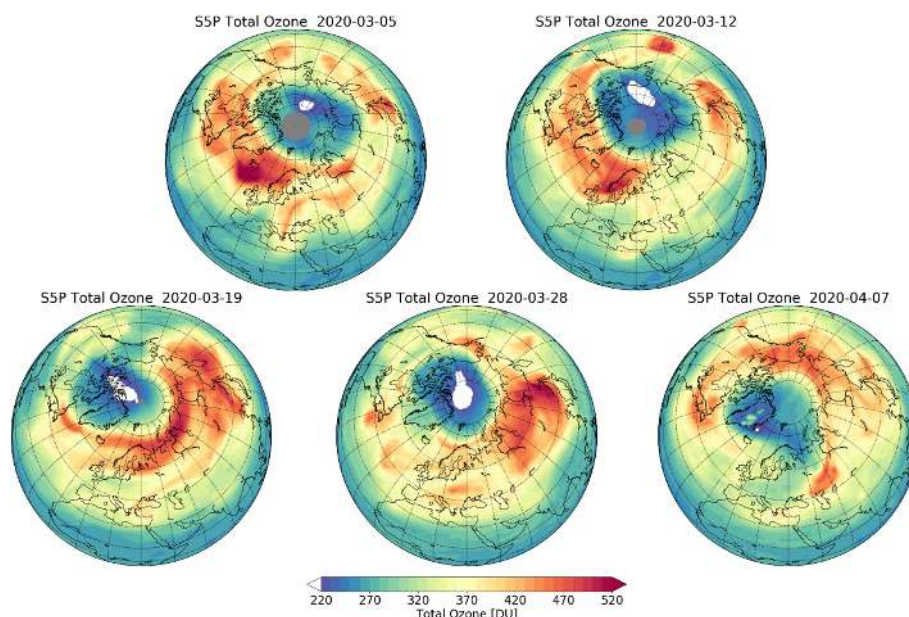 S5P Total Ozone 2020-03-05
S5P Total Ozone 2020-03-12
S5P Total Ozone 2020-03-19
S5P Total Ozone 2020-03-28
S5P Total Ozone 2020-04-07
220 270 320 370 420 470 520
Total Ozone [DU]